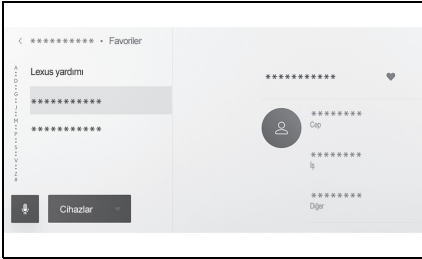 < ********** • Favoriler
Lexus yardımı
***********
***********
A
D
G
J
M
P
S
V
Z
#
Cihazlar
***********
********
Cep
********
İş
********
Diğer